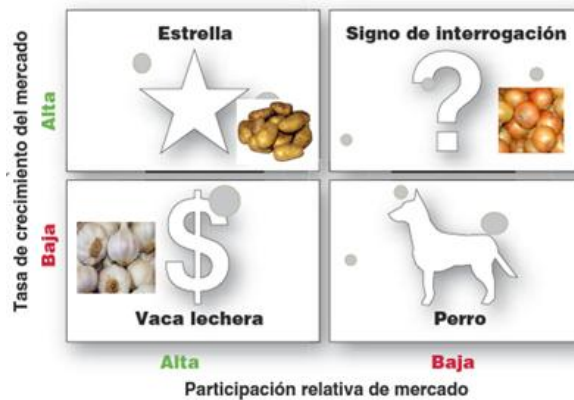 Estrella
Signo de interrogación
Tasa de crecimiento del mercado
Alta
Baja
?
$
Vaca lechera
Perro
Alta
Baja
Participación relativa de mercado